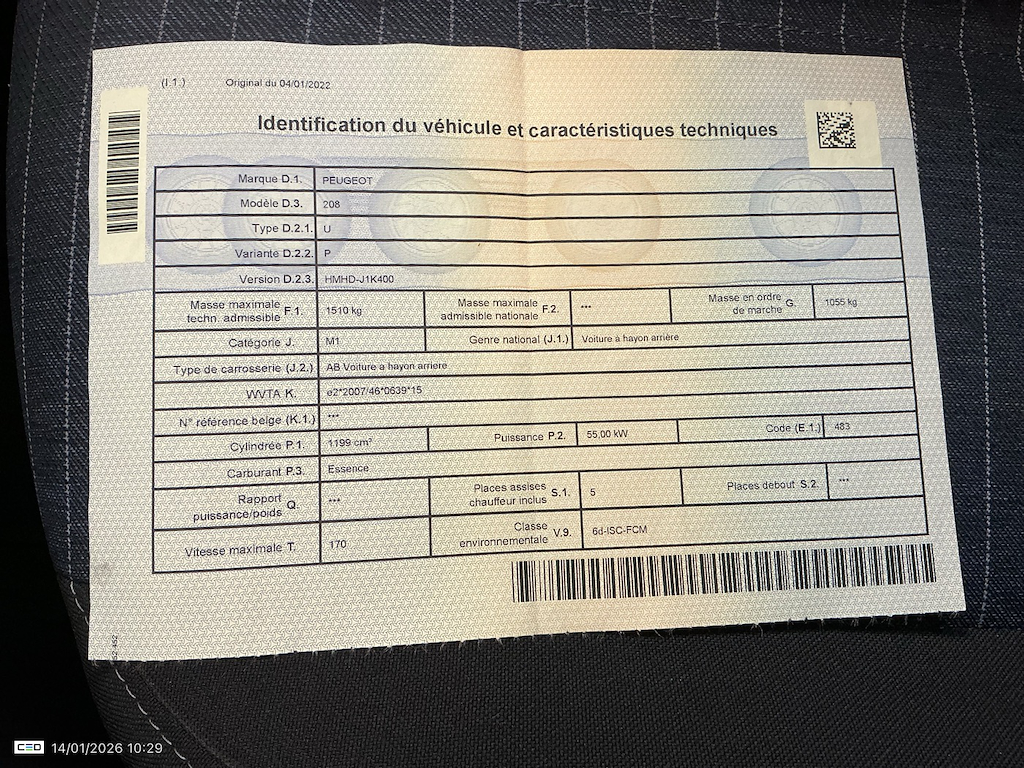 (I.1.) Original du 04/01/2022
Identification du véhicule et caractéristiques techniques
Marque D.1. PEUGEOT
Modèle D.3. 208
Type D.2.1. U
Variante D.2.2. P
Version D.2.3. HMHD-J1K400
Masse maximale techn. admissible F.1. 1510 kg Masse maximale admissible nationale F.2. *** Masse en ordre de marche G. 1055 kg
Catégorie J. M1 Genre national (J.1.) Voiture à hayon arrière
Type de carrosserie (J.2.) AB Voiture à hayon arrière
WVTA K. e2*2007/46*0639*15
N° référence belge (K.1.) ***
Cylindrée P.1. 1199 cm³ Puissance P.2. 55,00 kW Code (E.1.) 483
Carburant P.3. Essence
Rapport puissance/poids Q. *** Places assises chauffeur inclus S.1. 5 Places debout S.2. ***
Vitesse maximale T. 170 Classe environnementale V.9. 6d-ISC-FCM
CEO 14/01/2026 10:29